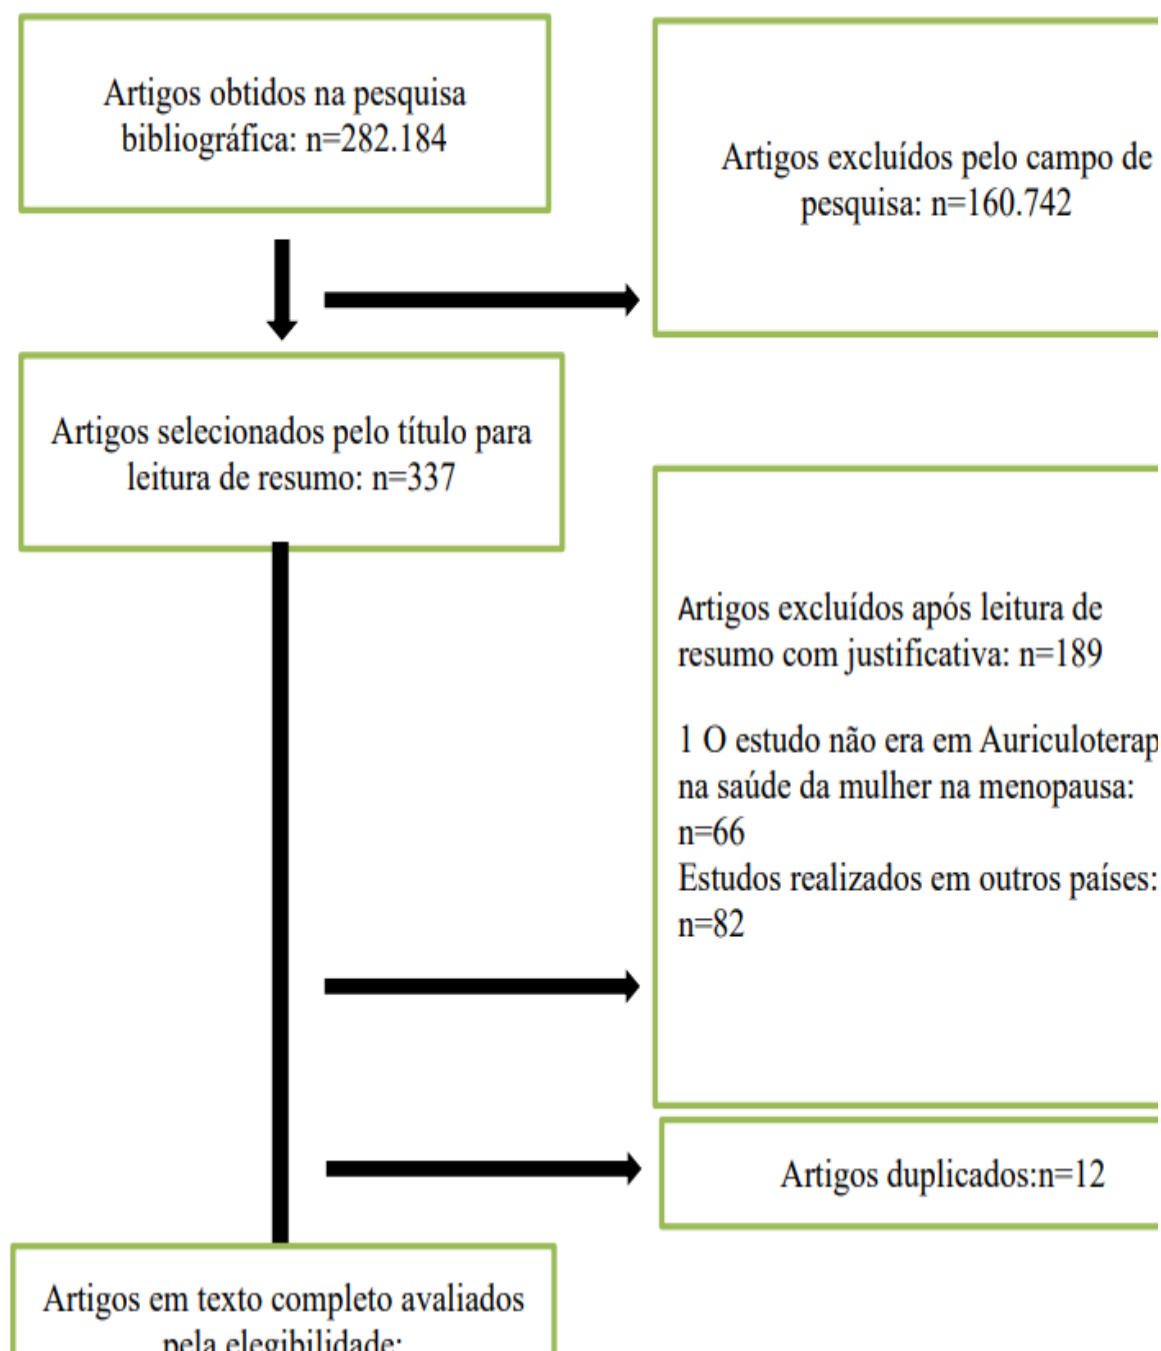 Artigos obtidos na pesquisa
bibliográfica: n=282.184
Artigos excluídos pelo campo de
pesquisa: n=160.742
Artigos selecionados pelo título para
leitura de resumo: n=337
Artigos excluídos após leitura de
resumo com justificativa: n=189
1 O estudo não era em Auriculoterap
na saúde da mulher na menopausa:
n=66
Estudos realizados em outros países:
n=82
Artigos duplicados:n=12
Artigos em texto completo avaliados
pela elegibilidade: